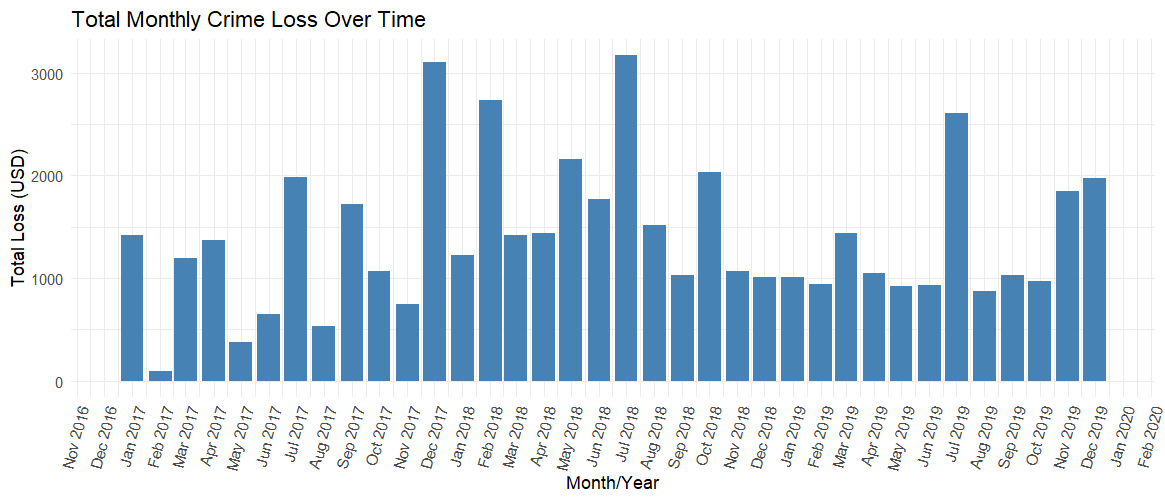 Total Monthly Crime Loss Over Time
Total Loss (USD)
3000
2000
1000
0
Nov 2016
Dec 2016
Jan 2017
Feb 2017
Mar 2017
Apr 2017
May 2017
Jun 2017
Jul 2017
Aug 2017
Sep 2017
Oct 2017
Nov 2017
Dec 2017
Jan 2018
Feb 2018
Mar 2018
Apr 2018
May 2018
Jun 2018
Jul 2018
Aug 2018
Sep 2018
Oct 2018
Nov 2018
Dec 2018
Jan 2019
Feb 2019
Mar 2019
Apr 2019
May 2019
Jun 2019
Jul 2019
Aug 2019
Sep 2019
Oct 2019
Nov 2019
Dec 2019
Jan 2020
Feb 2020
Month/Year